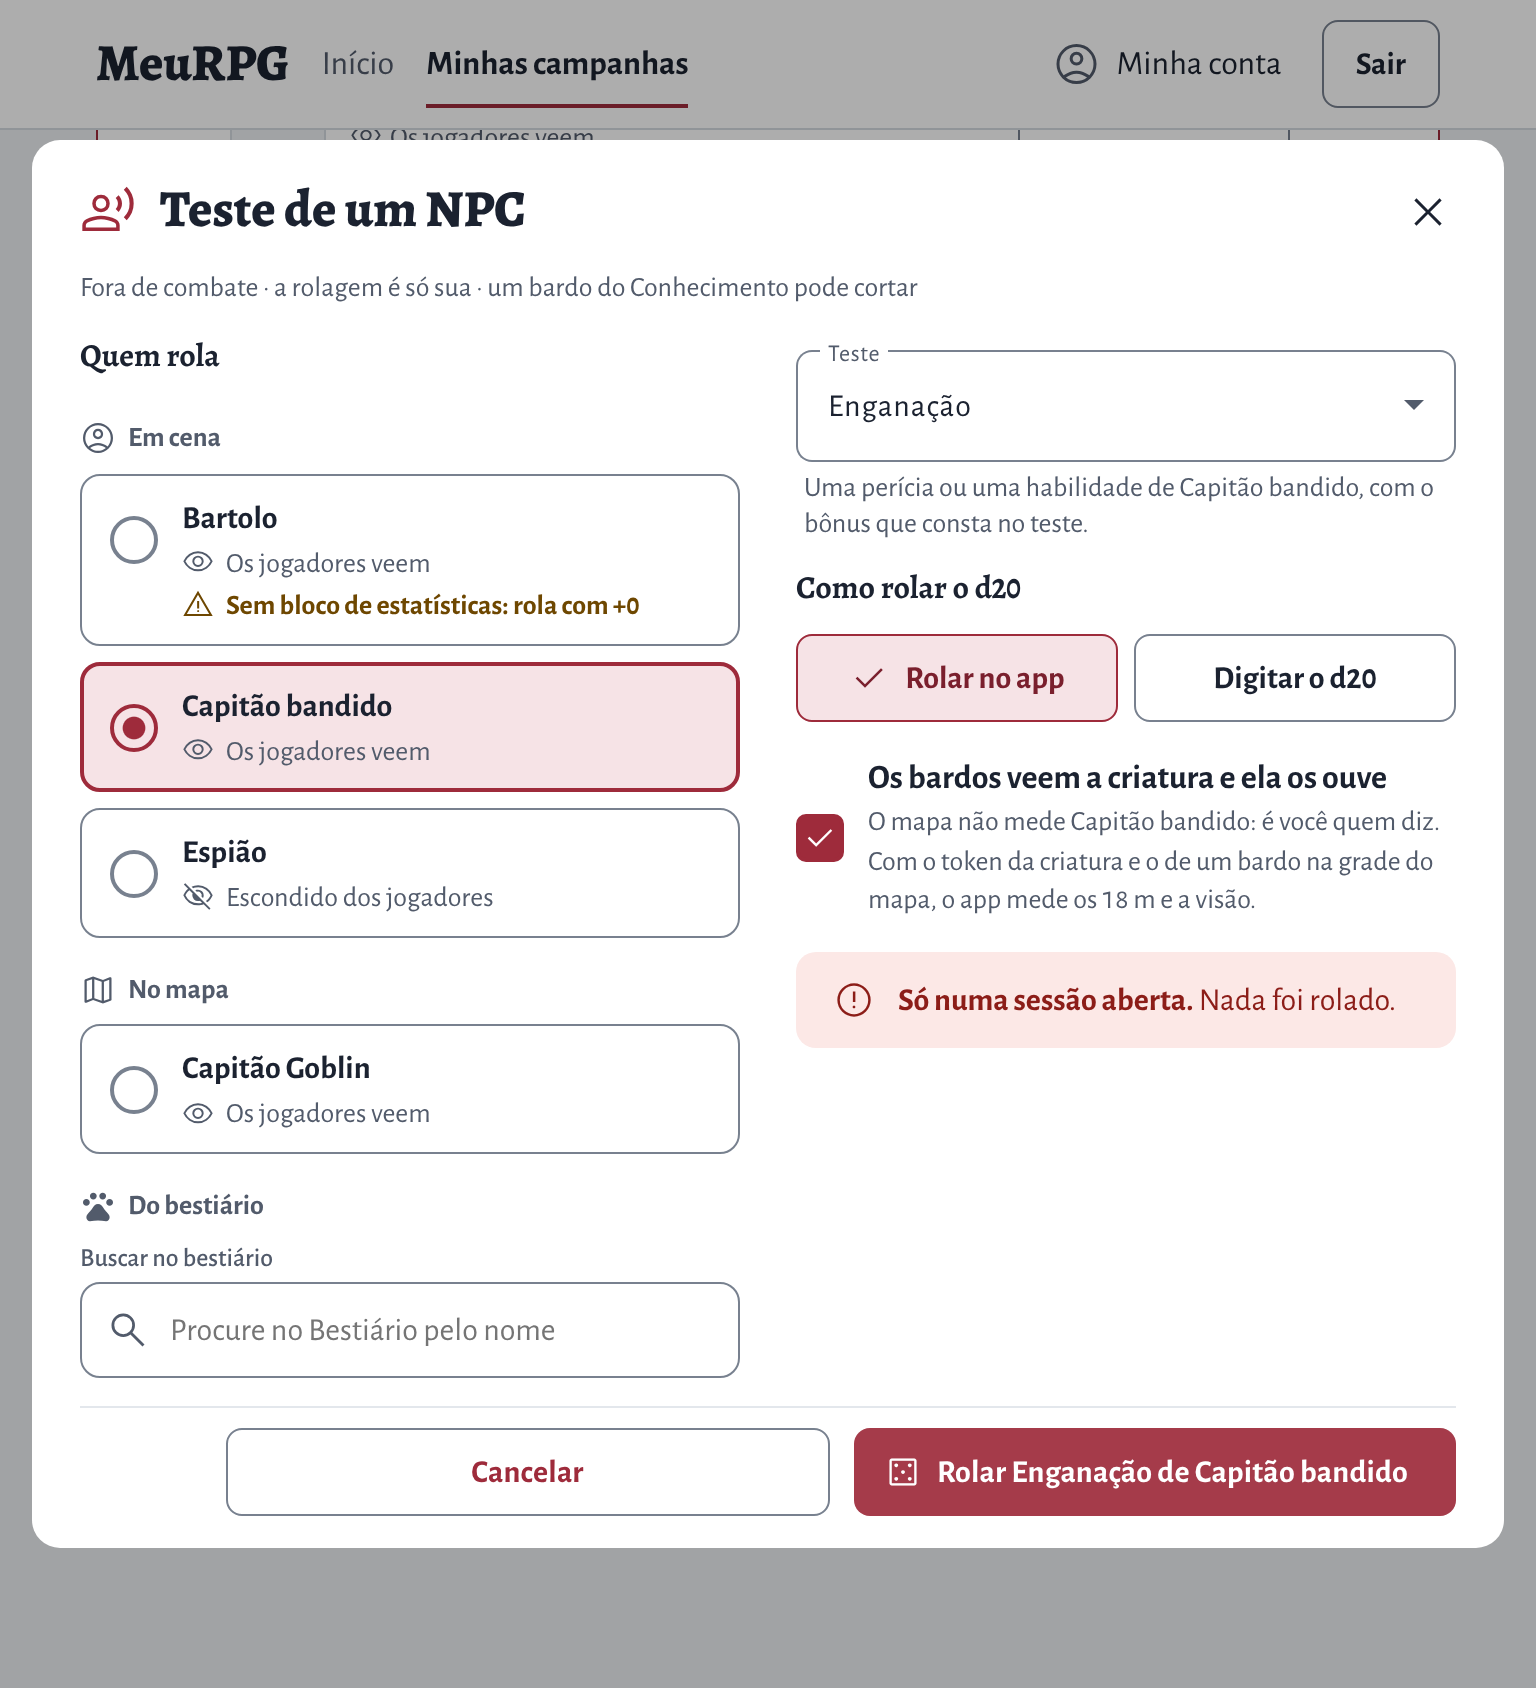 MeuRPG
Início
Minhas campanhas
Minha conta
Sair
Os jogadores veem
Teste de um NPC
Fora de combate · a rolagem é só sua · um bardo do Conhecimento pode cortar
Quem rola
Em cena
Bartolo
Os jogadores veem
Sem bloco de estatísticas: rola com +0
Capitão bandido
Os jogadores veem
Espião
Escondido dos jogadores
No mapa
Capitão Goblin
Os jogadores veem
Do bestiário
Buscar no bestiário
Procure no Bestiário pelo nome
Teste
Enganação
Uma perícia ou uma habilidade de Capitão bandido, com o
bônus que consta no teste.
Como rolar o d20
Rolar no app
Digitar o d20
Os bardos veem a criatura e ela os ouve
O mapa não mede Capitão bandido: é você quem diz.
Com o token da criatura e o de um bardo na grade do
mapa, o app mede os 18 m e a visão.
Só numa sessão aberta. Nada foi rolado.
Cancelar
Rolar Enganação de Capitão bandido